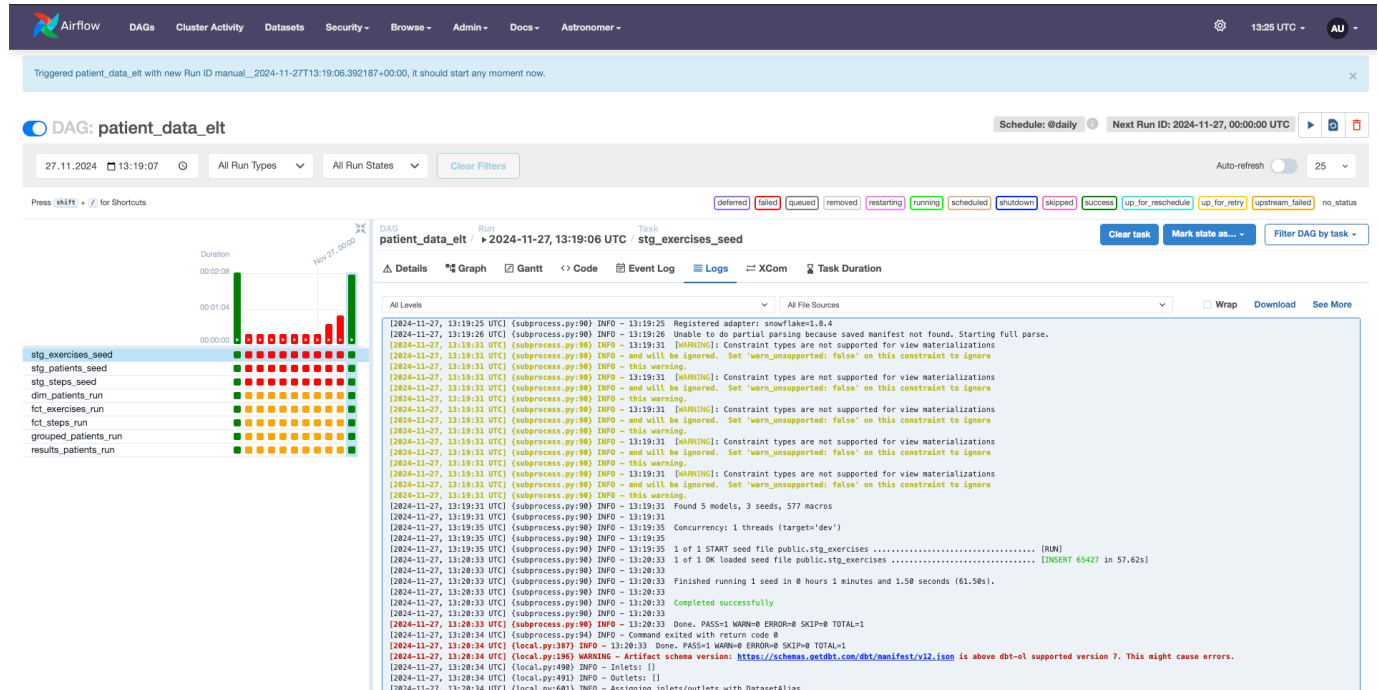 Airflow DAGs Cluster Activity Datasets Security Browse Admin Docs Astronomer 13:25 UTC AU
Triggered patient_data_elt with new Run ID manual__2024-11-27T13:19:06.392187+00:00, it should start any moment now. ×
DAG: patient_data_elt Schedule: @daily Next Run ID: 2024-11-27, 00:00:00 UTC
27.11.2024 13:19:07 All Run Types All Run States Clear Filters Auto-refresh 25
Press shift + / for Shortcuts deferred failed queued removed restarting running scheduled shutdown skipped success up_for_reschedule up_for_retry upstream_failed no_status
DAG Run Task
patient_data_elt / 2024-11-27, 13:19:06 UTC / stg_exercises_seed Clear task Mark state as... Filter DAG by task
Duration Nov 27, 00:00
00:02:08
00:01:04
00:00:00
stg_exercises_seed
stg_patients_seed
stg_steps_seed
dim_patients_run
fct_exercises_run
fct_steps_run
grouped_patients_run
results_patients_run
Details Graph Gantt Code Event Log Logs XCom Task Duration
All Levels All File Sources Wrap Download See More
[2024-11-27, 13:19:25 UTC] {subprocess.py:90} INFO - 13:19:25 Registered adapter: snowflake=1.8.4
[2024-11-27, 13:19:26 UTC] {subprocess.py:90} INFO - 13:19:26 Unable to do partial parsing because saved manifest not found. Starting full parse.
[2024-11-27, 13:19:31 UTC] {subprocess.py:90} INFO - 13:19:31 [WARNING]: Constraint types are not supported for view materializations
[2024-11-27, 13:19:31 UTC] {subprocess.py:90} INFO - and will be ignored. Set 'warn_unsupported: false' on this constraint to ignore
[2024-11-27, 13:19:31 UTC] {subprocess.py:90} INFO - this warning.
[2024-11-27, 13:19:31 UTC] {subprocess.py:90} INFO - 13:19:31 [WARNING]: Constraint types are not supported for view materializations
[2024-11-27, 13:19:31 UTC] {subprocess.py:90} INFO - and will be ignored. Set 'warn_unsupported: false' on this constraint to ignore
[2024-11-27, 13:19:31 UTC] {subprocess.py:90} INFO - this warning.
[2024-11-27, 13:19:31 UTC] {subprocess.py:90} INFO - 13:19:31 [WARNING]: Constraint types are not supported for view materializations
[2024-11-27, 13:19:31 UTC] {subprocess.py:90} INFO - and will be ignored. Set 'warn_unsupported: false' on this constraint to ignore
[2024-11-27, 13:19:31 UTC] {subprocess.py:90} INFO - this warning.
[2024-11-27, 13:19:31 UTC] {subprocess.py:90} INFO - 13:19:31 [WARNING]: Constraint types are not supported for view materializations
[2024-11-27, 13:19:31 UTC] {subprocess.py:90} INFO - and will be ignored. Set 'warn_unsupported: false' on this constraint to ignore
[2024-11-27, 13:19:31 UTC] {subprocess.py:90} INFO - this warning.
[2024-11-27, 13:19:31 UTC] {subprocess.py:90} INFO - 13:19:31 [WARNING]: Constraint types are not supported for view materializations
[2024-11-27, 13:19:31 UTC] {subprocess.py:90} INFO - and will be ignored. Set 'warn_unsupported: false' on this constraint to ignore
[2024-11-27, 13:19:31 UTC] {subprocess.py:90} INFO - this warning.
[2024-11-27, 13:19:31 UTC] {subprocess.py:90} INFO - 13:19:31 Found 5 models, 3 seeds, 577 macros
[2024-11-27, 13:19:31 UTC] {subprocess.py:90} INFO - 13:19:31
[2024-11-27, 13:19:35 UTC] {subprocess.py:90} INFO - 13:19:35 Concurrency: 1 threads (target='dev')
[2024-11-27, 13:19:35 UTC] {subprocess.py:90} INFO - 13:19:35
[2024-11-27, 13:19:35 UTC] {subprocess.py:90} INFO - 13:19:35 1 of 1 START seed file public.stg_exercises .................................... [RUN]
[2024-11-27, 13:20:33 UTC] {subprocess.py:90} INFO - 13:20:33 1 of 1 OK loaded seed file public.stg_exercises ................................ [INSERT 65427 in 57.62s]
[2024-11-27, 13:20:33 UTC] {subprocess.py:90} INFO - 13:20:33
[2024-11-27, 13:20:33 UTC] {subprocess.py:90} INFO - 13:20:33 Finished running 1 seed in 0 hours 1 minutes and 1.50 seconds (61.50s).
[2024-11-27, 13:20:33 UTC] {subprocess.py:90} INFO - 13:20:33
[2024-11-27, 13:20:33 UTC] {subprocess.py:90} INFO - 13:20:33 Completed successfully
[2024-11-27, 13:20:33 UTC] {subprocess.py:90} INFO - 13:20:33
[2024-11-27, 13:20:33 UTC] {subprocess.py:90} INFO - 13:20:33 Done. PASS=1 WARN=0 ERROR=0 SKIP=0 TOTAL=1
[2024-11-27, 13:20:34 UTC] {subprocess.py:94} INFO - Command exited with return code 0
[2024-11-27, 13:20:34 UTC] {local.py:387} INFO - 13:20:33 Done. PASS=1 WARN=0 ERROR=0 SKIP=0 TOTAL=1
[2024-11-27, 13:20:34 UTC] {local.py:196} WARNING - Artifact schema version: https://schemas.getdbt.com/dbt/manifest/v12.json is above dbt-ol supported version 7. This might cause errors.
[2024-11-27, 13:20:34 UTC] {local.py:490} INFO - Inlets: []
[2024-11-27, 13:20:34 UTC] {local.py:491} INFO - Outlets: []
[2024-11-27, 13:20:34 UTC] {local.py:601} INFO - Assigning inlets/outlets with DatasetAlias